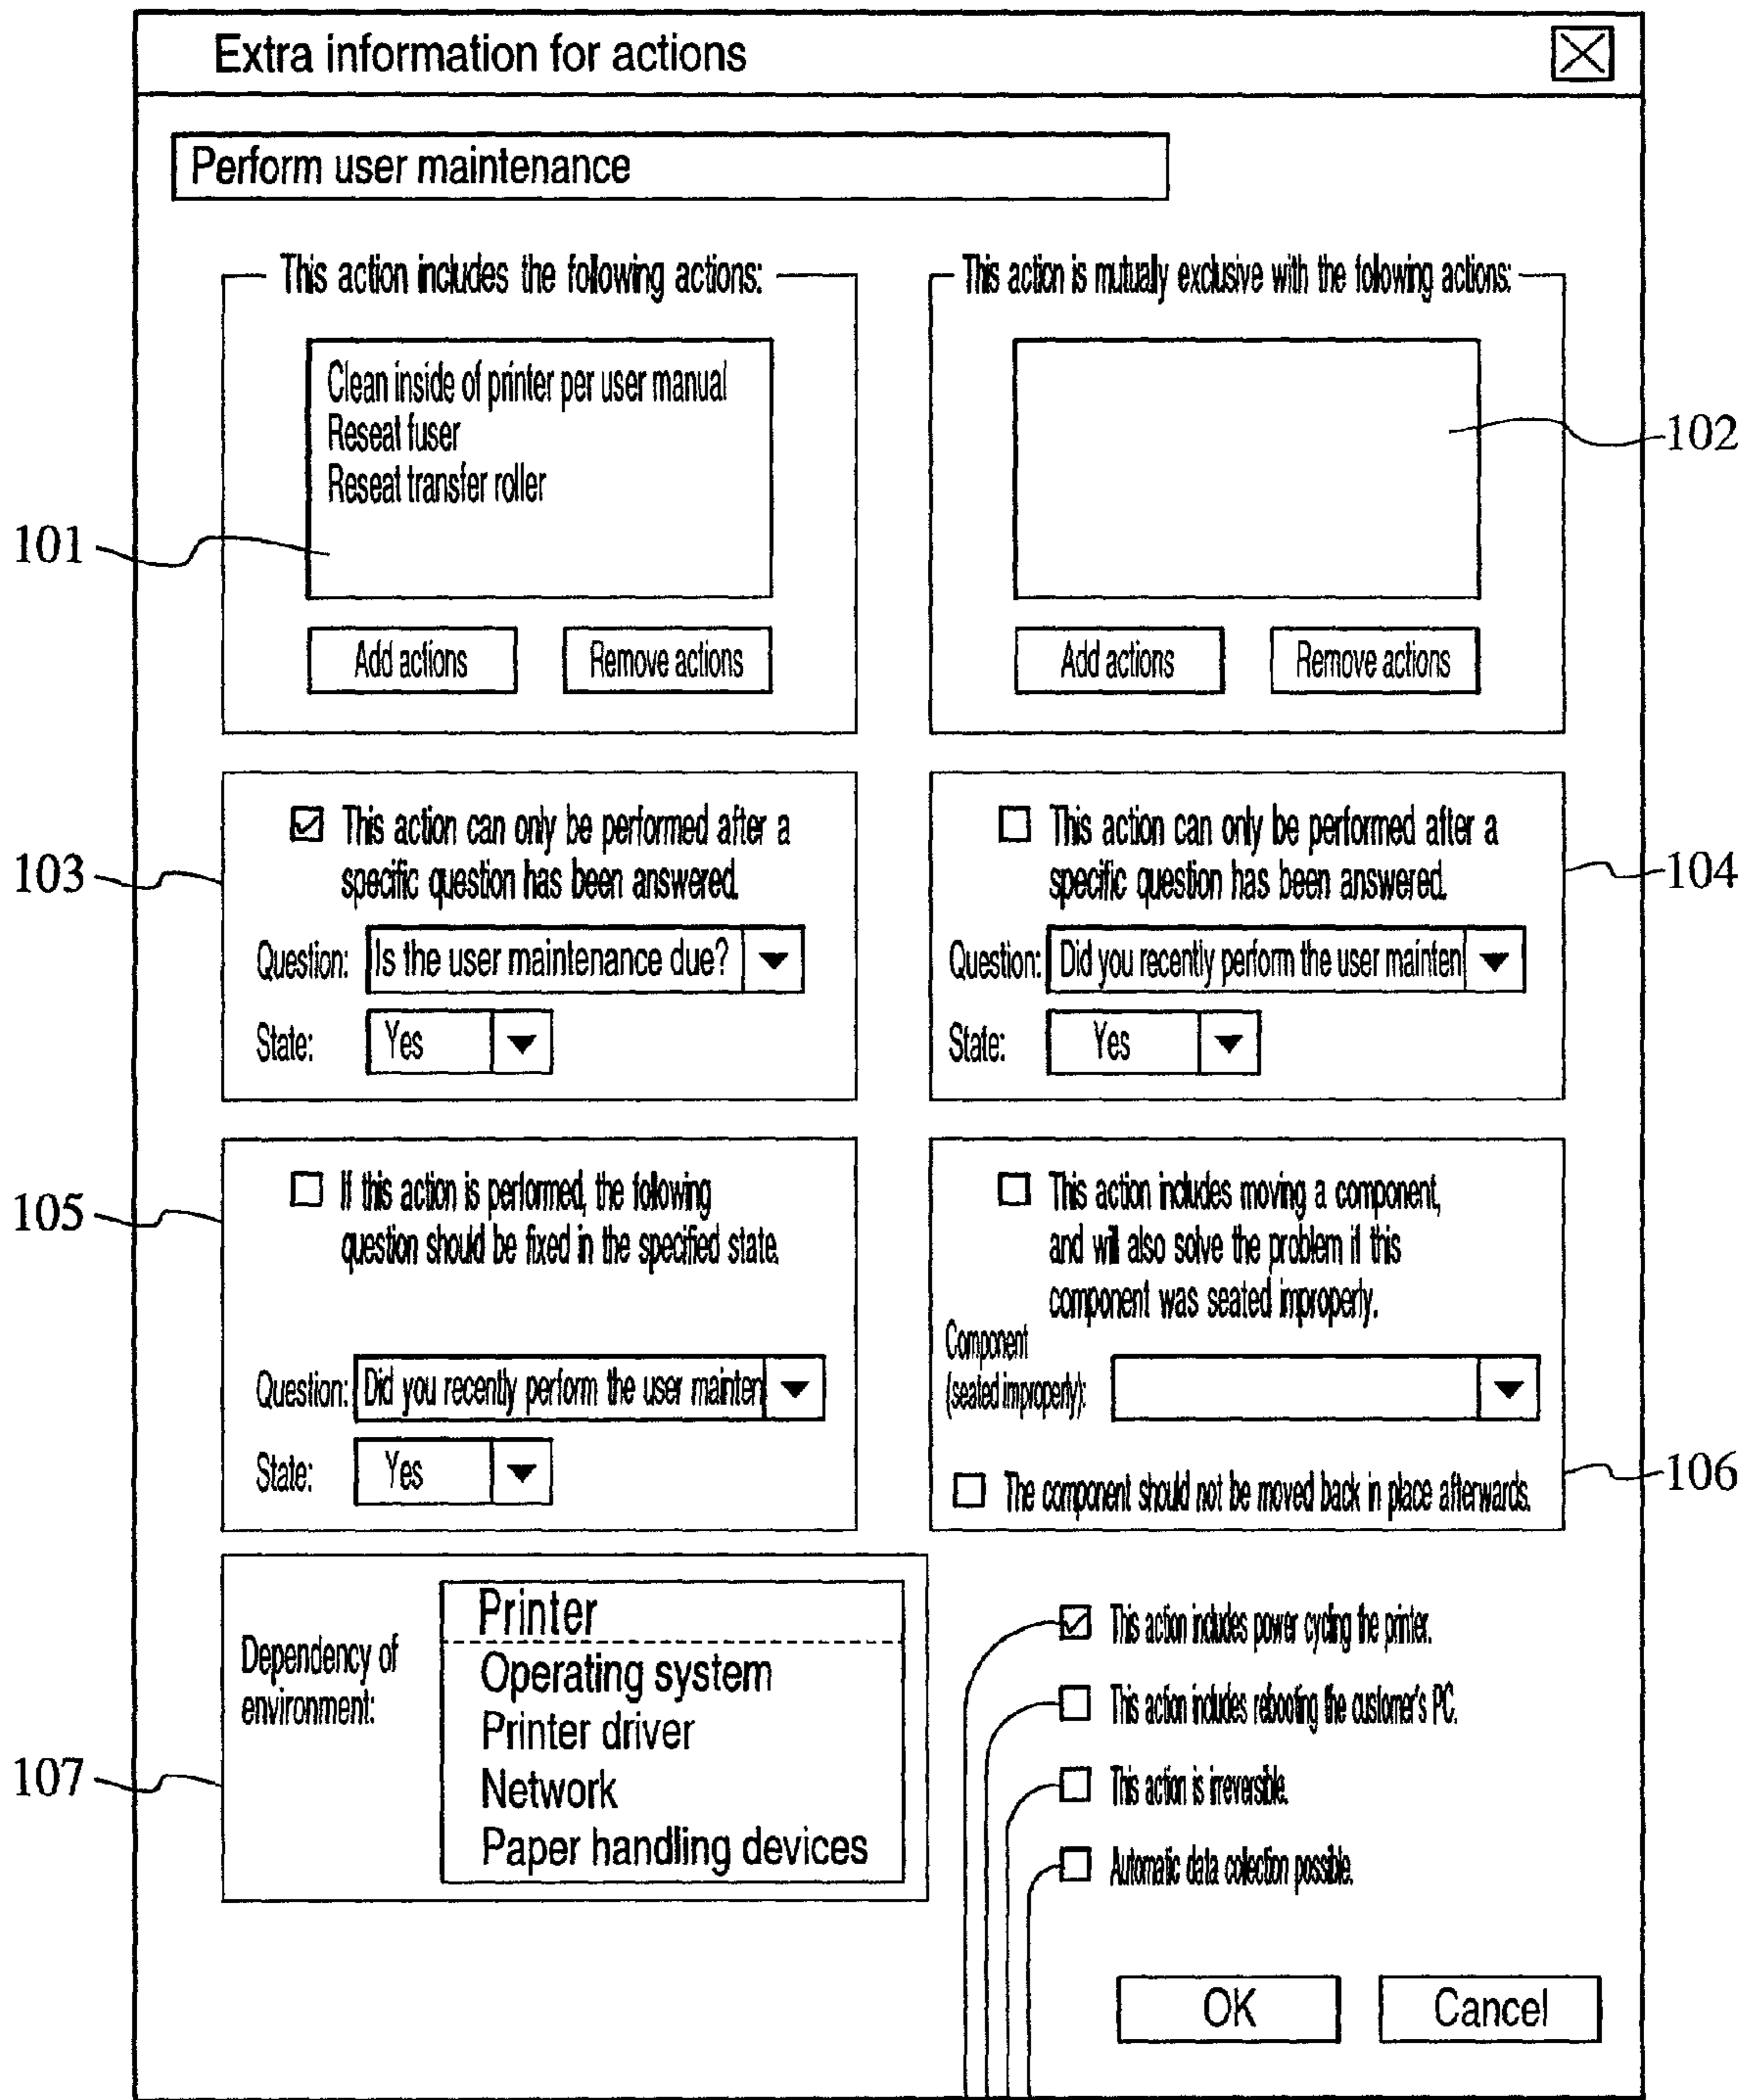 Extra information for actions
Perform user maintenance
This action includes the following actions:
Clean inside of printer per user manual
Reseat fuser
Reseat transfer roller
101
Add actions
Remove actions
This action is mutually exclusive with the following actions:
102
Add actions
Remove actions
This action can only be performed after a
specific question has been answered.
103
Question: Is the user maintenance due?
State: Yes
This action can only be performed after a
specific question has been answered.
104
Question: Did you recently perform the user mainten
State: Yes
If this action is performed, the following
question should be fixed in the specified state.
105
Question: Did you recently perform the user mainten
State: Yes
This action includes moving a component,
and will also solve the problem if this
component was seated improperly.
Component
(seated improperly):
The component should not be moved back in place afterwards.
106
Dependency of
environment:
107
Printer
Operating system
Printer driver
Network
Paper handling devices
This action includes power cycling the printer.
This action includes rebooting the customer's PC.
This action is irreversible.
Automatic data collection possible.
OK
Cancel